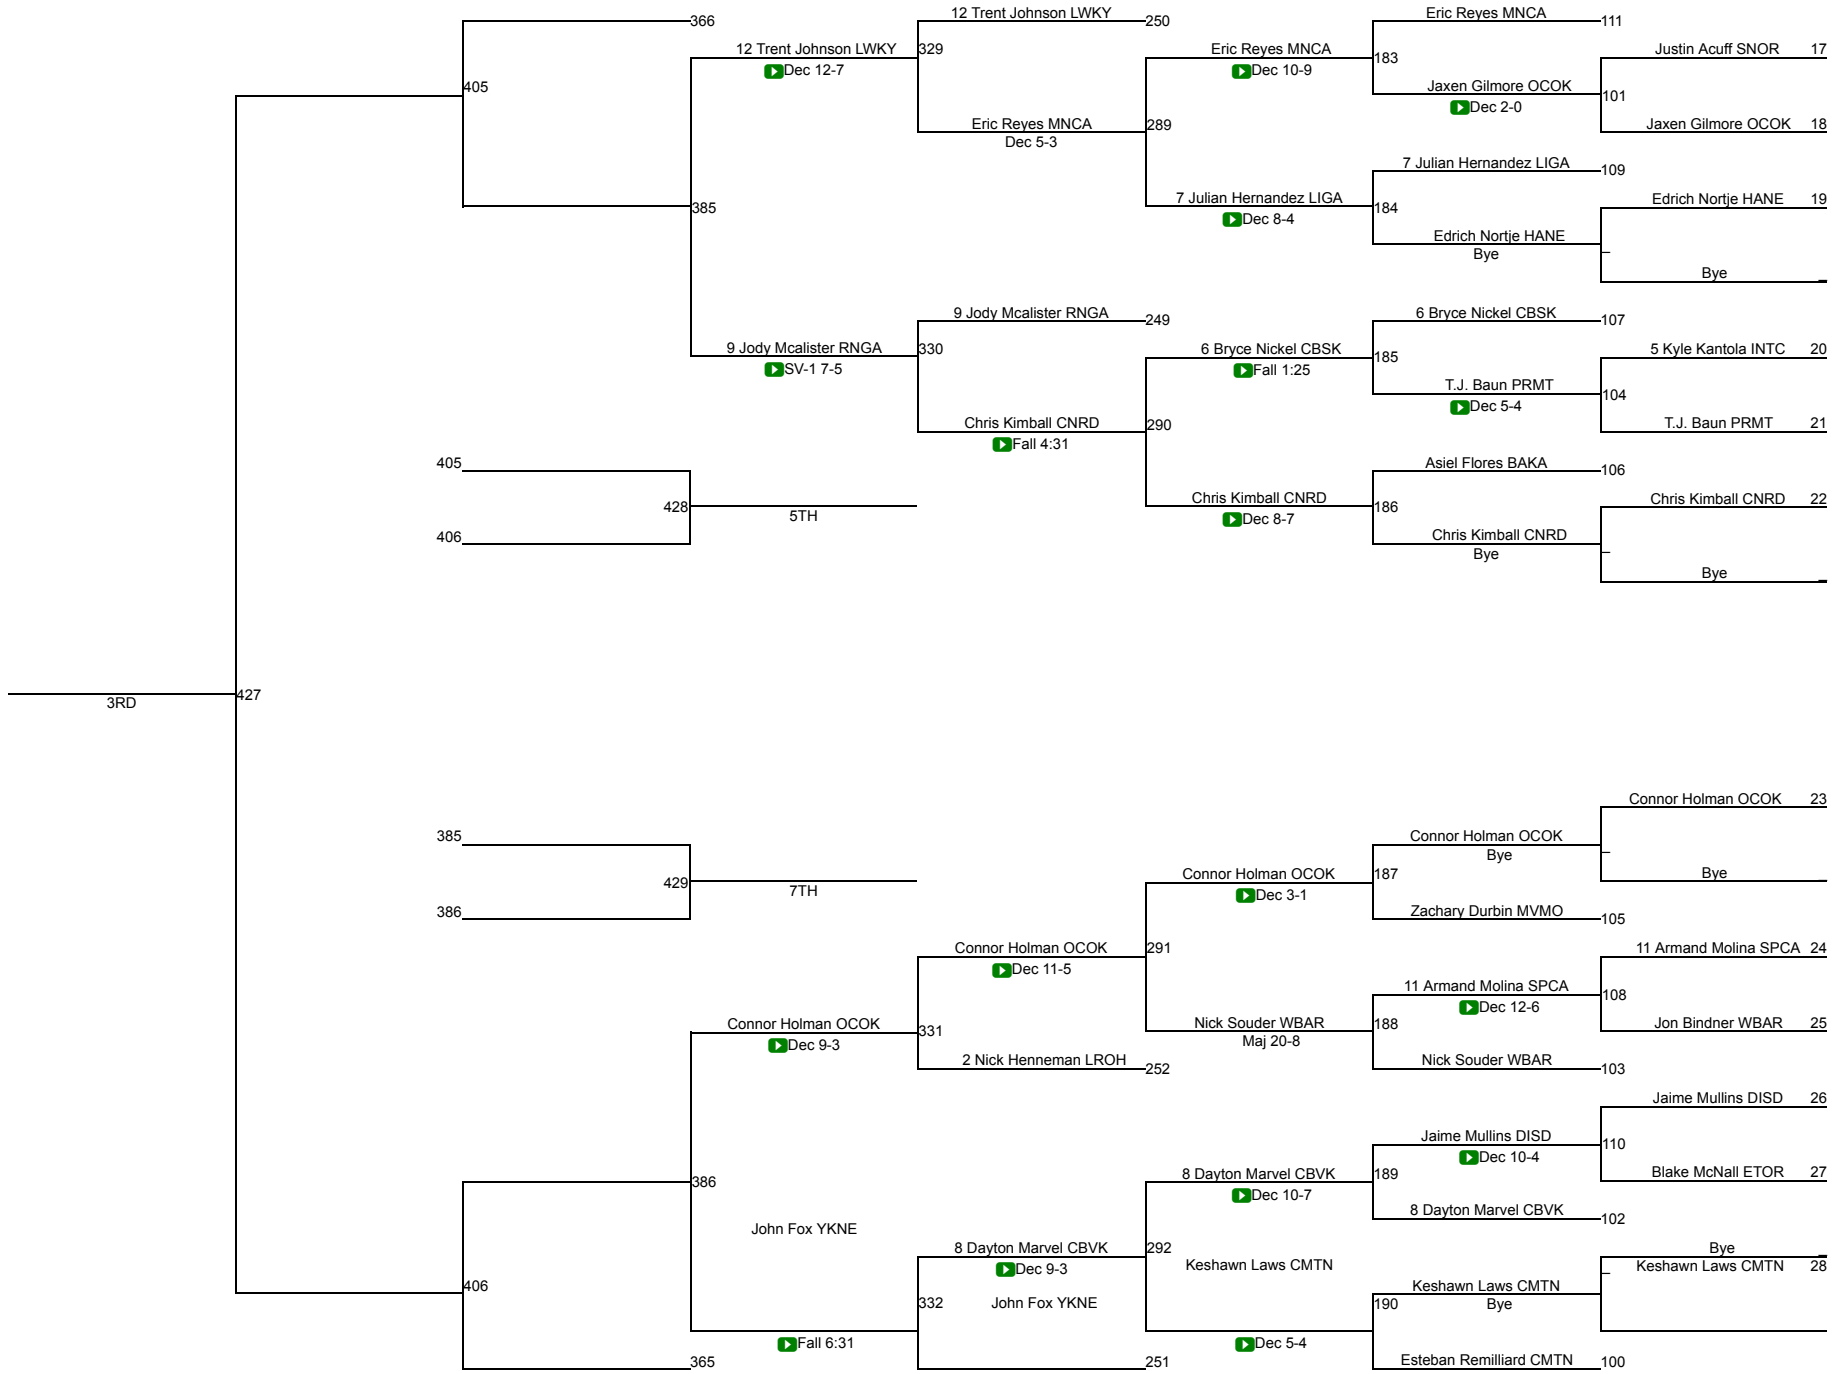 12 Trent Johnson LWKY
Eric Reyes MNCA
366
250
111
12 Trent Johnson LWKY
329
Eric Reyes MNCA
Justin Acuff SNOR 17
Dec 12-7
Dec 10-9
183
405
Jaxen Gilmore OCOK
101
Dec 2-0
Eric Reyes MNCA
289
Jaxen Gilmore OCOK 18
Dec 5-3
7 Julian Hernandez LIGA
109
7 Julian Hernandez LIGA
Edrich Nortje HANE 19
385
184
Dec 8-4
Edrich Nortje HANE
Bye
Bye
9 Jody Mcalister RNGA
249
6 Bryce Nickel CBSK
107
9 Jody Mcalister RNGA
330
6 Bryce Nickel CBSK
185
5 Kyle Kantola INTC 20
SV-1 7-5
Fall 1:25
T.J. Baun PRMT
104
Dec 5-4
Chris Kimball CNRD
290
T.J. Baun PRMT 21
Fall 4:31
405
Asiel Flores BAKA
106
428
Chris Kimball CNRD
186
Chris Kimball CNRD 22
5TH
Dec 8-7
406
Chris Kimball CNRD
Bye
Bye
427
3RD
Connor Holman OCOK 23
385
Connor Holman OCOK
Bye
429
7TH
Connor Holman OCOK
187
Bye
Dec 3-1
386
Zachary Durbin MVMO
105
Connor Holman OCOK
291
11 Armand Molina SPCA 24
Dec 11-5
11 Armand Molina SPCA
108
Dec 12-6
Connor Holman OCOK
331
Nick Souder WBAR
188
Jon Bindner WBAR 25
Dec 9-3
Maj 20-8
2 Nick Henneman LROH
252
Nick Souder WBAR
103
Jaime Mullins DISD 26
Jaime Mullins DISD
110
Dec 10-4
386
8 Dayton Marvel CBVK
189
Blake McNall ETOR 27
Dec 10-7
8 Dayton Marvel CBVK
102
John Fox YKNE
8 Dayton Marvel CBVK
292
Bye
Dec 9-3
Keshawn Laws CMTN
Keshawn Laws CMTN 28
406
Keshawn Laws CMTN
332
John Fox YKNE
190
Bye
Fall 6:31
Dec 5-4
365
251
Esteban Remilliard CMTN
100